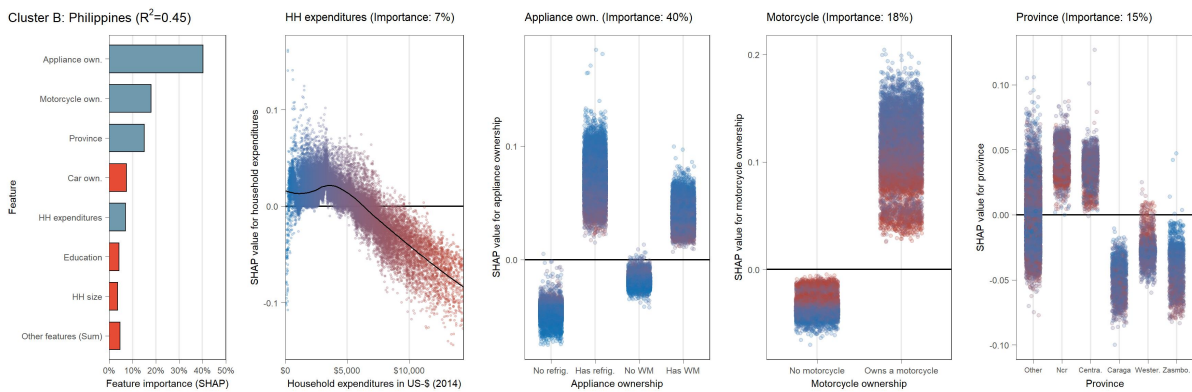 Cluster B: Philippines (R²=0.45)
Feature
Appliance own.
Motorcycle own.
Province
Car own.
HH expenditures
Education
HH size
Other features (Sum)
0% 10% 20% 30% 40% 50%
Feature importance (SHAP)
HH expenditures (Importance: 7%)
SHAP value for household expenditures
0.1
0.0
-0.1
$0 $5,000 $10,000
Household expenditures in US-$ (2014)
Appliance own. (Importance: 40%)
SHAP value for appliance ownership
0.1
0.0
No refrig. Has refrig. No WM Has WM
Appliance ownership
Motorcycle (Importance: 18%)
SHAP value for motorcycle ownership
0.2
0.1
0.0
No motorcycle Owns a motorcycle
Motorcycle ownership
Province (Importance: 15%)
SHAP value for province
0.10
0.05
0.00
-0.05
-0.10
Other Ncr Centra. Caraga Wester. Zasmbo.
Province